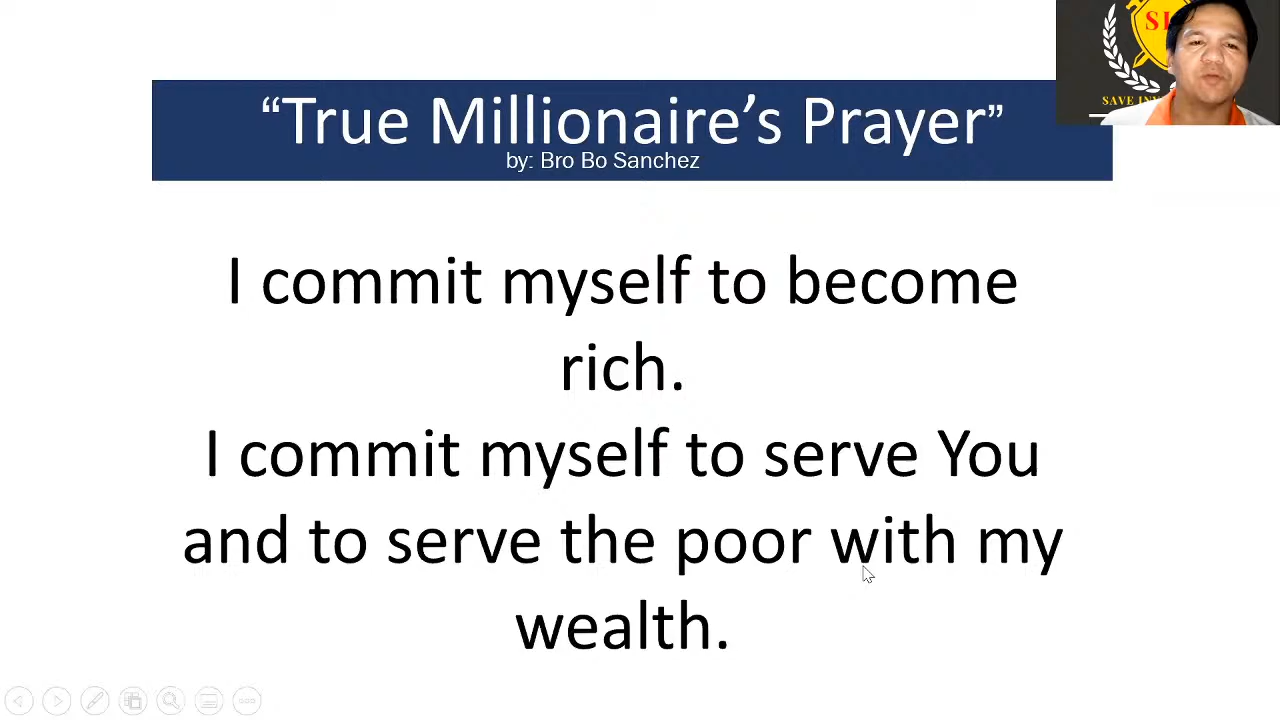 “True Millionaire’s Prayer”
by: Bro Bo Sanchez
I commit myself to become
rich.
I commit myself to serve You
and to serve the poor with my
wealth.
SAVE